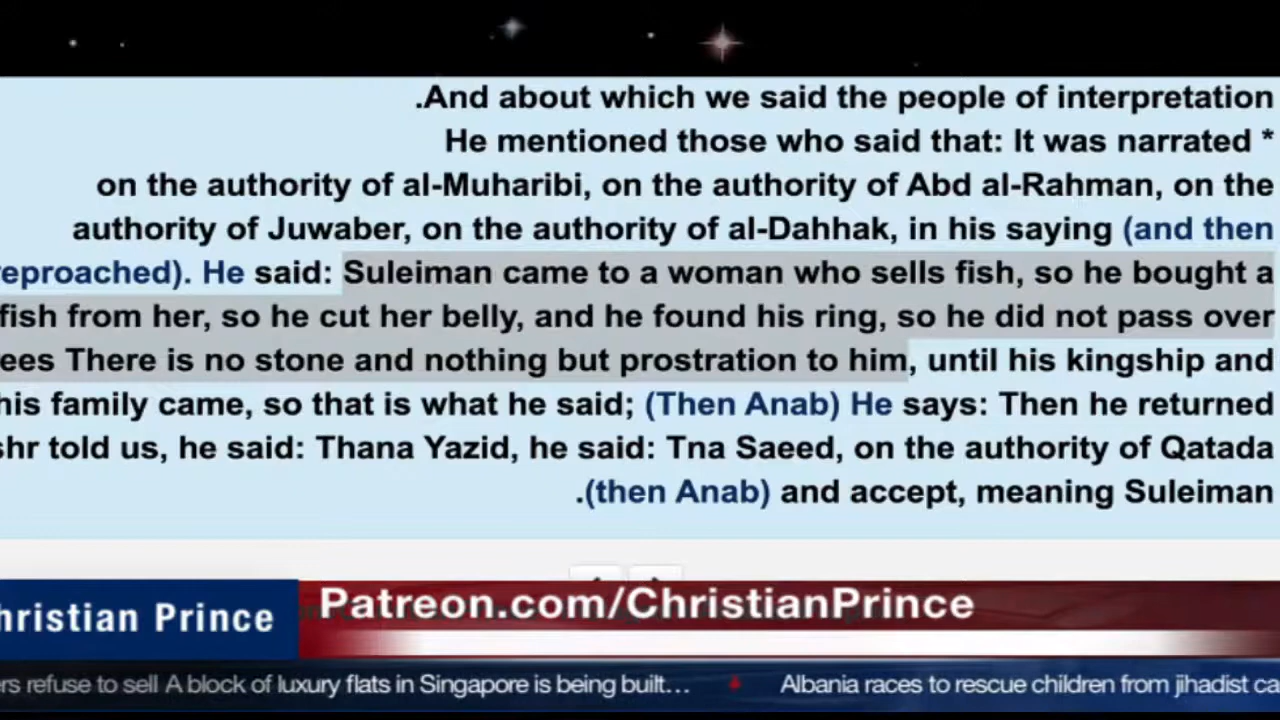 .And about which we said the people of interpretation
He mentioned those who said that: It was narrated *
on the authority of al-Muharibi, on the authority of Abd al-Rahman, on the
authority of Juwaber, on the authority of al-Dahhak, in his saying (and then
eproached). He said: Suleiman came to a woman who sells fish, so he bought a
fish from her, so he cut her belly, and he found his ring, so he did not pass over
ees There is no stone and nothing but prostration to him, until his kingship and
his family came, so that is what he said; (Then Anab) He says: Then he returned
shr told us, he said: Thana Yazid, he said: Tna Saeed, on the authority of Qatada
.(then Anab) and accept, meaning Suleiman
hristian Prince
Patreon.com/ChristianPrince
rs refuse to sell A block of luxury flats in Singapore is being built... Albania races to rescue children from jihadist ca